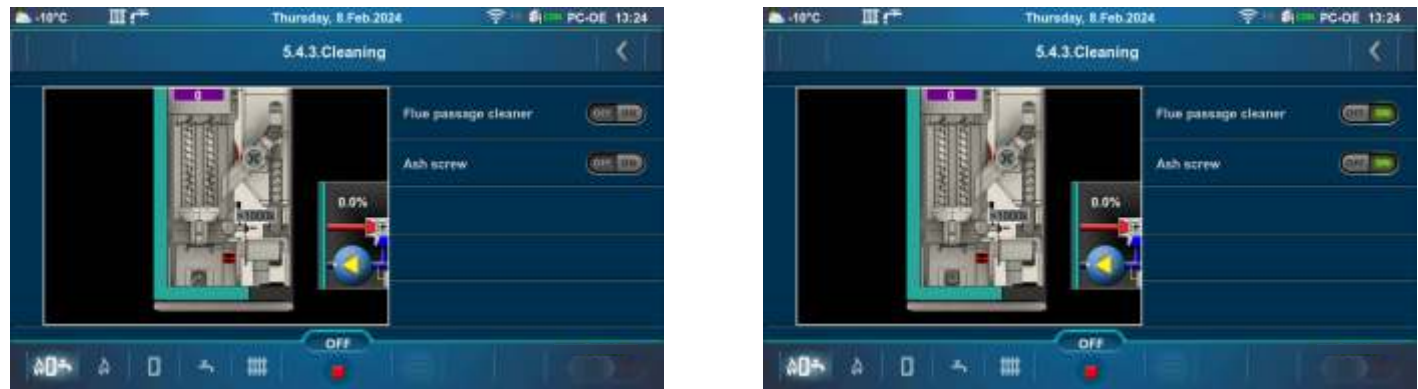 -10°C Thursday, 8.Feb.2024 PC-OE 13:24
5.4.3.Cleaning
0
Flue passage cleaner OFF ON
Ash screw OFF ON
0.0%
OFF
-10°C Thursday, 8.Feb.2024 PC-OE 13:24
5.4.3.Cleaning
0
Flue passage cleaner OFF ON
Ash screw OFF ON
0.0%
OFF